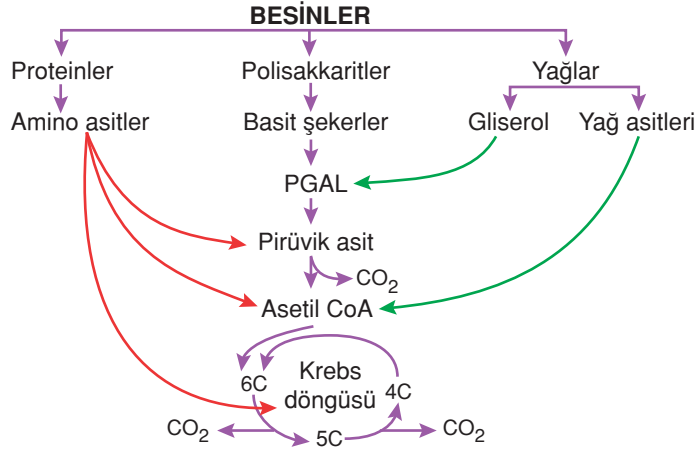 BESİNLER
Proteinler
Polisakkaritler
Yağlar
Amino asitler
Basit şekerler
Gliserol
Yağ asitleri
PGAL
Pirüvik asit
CO2
Asetil CoA
6C
Krebs
döngüsü
4C
CO2
5C
CO2